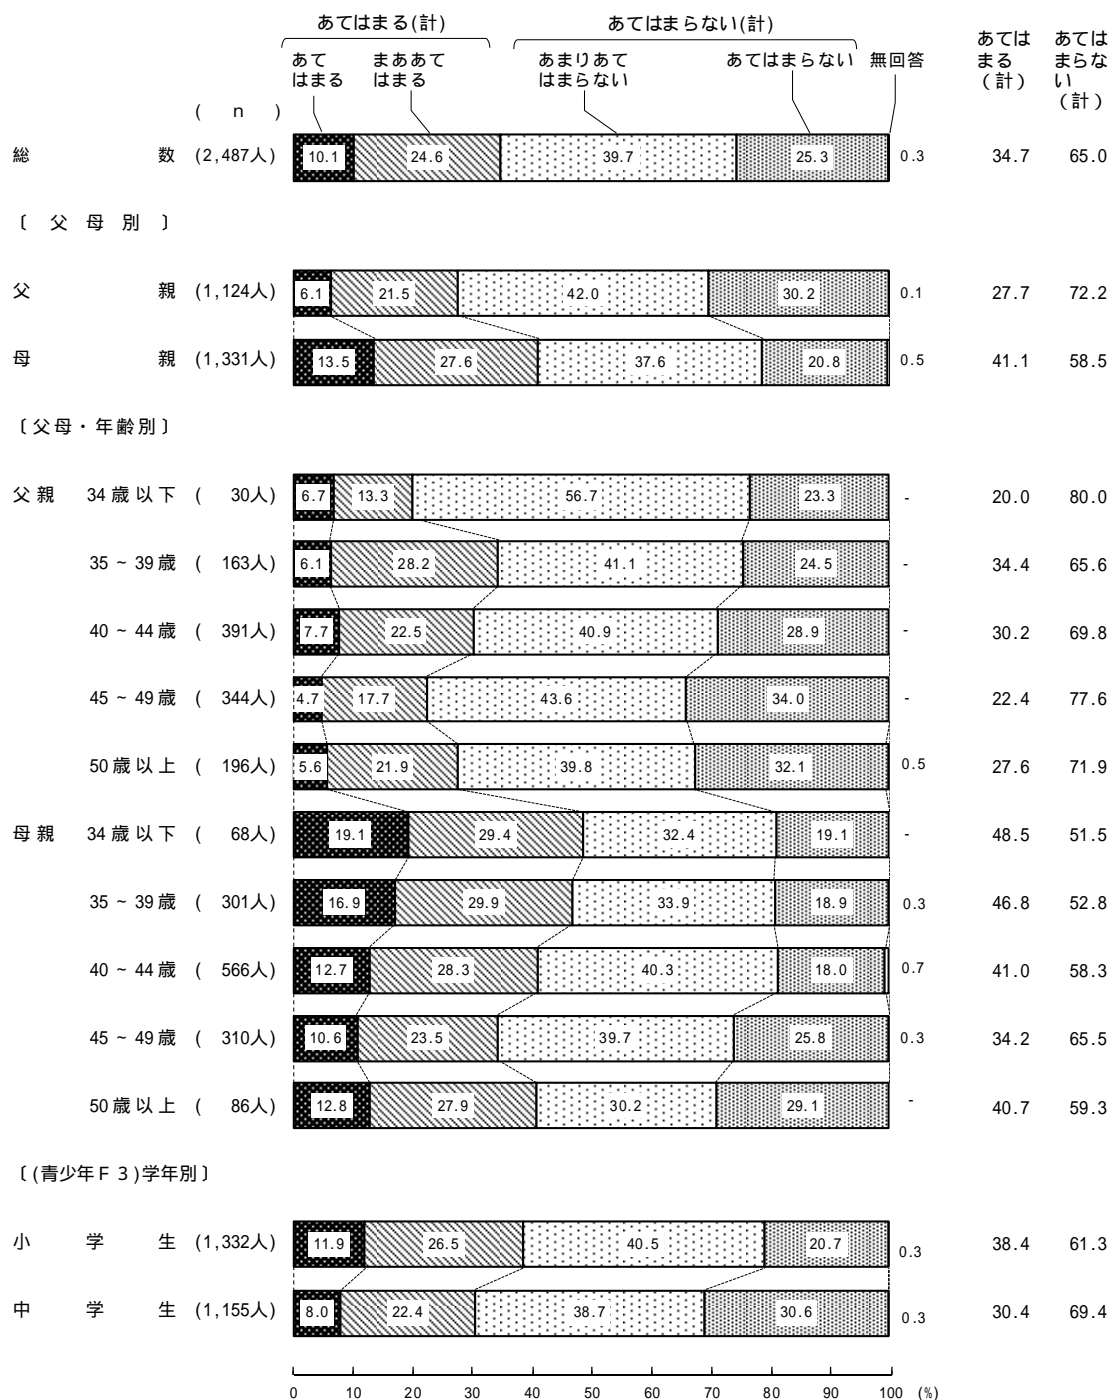 あてはまる(計) あてはまらない(計)
あてはまる まああてはまる あまりあてはまらない あてはまらない 無回答 あてはまる(計) あてはまらない(計)
( n )
総数 (2,487人) 10.1 24.6 39.7 25.3 0.3 34.7 65.0
〔 父 母 別 〕
父親 (1,124人) 6.1 21.5 42.0 30.2 0.1 27.7 72.2
母親 (1,331人) 13.5 27.6 37.6 20.8 0.5 41.1 58.5
〔父母・年齢別〕
父親 34歳以下 ( 30人) 6.7 13.3 56.7 23.3 - 20.0 80.0
35 ~ 39歳 ( 163人) 6.1 28.2 41.1 24.5 - 34.4 65.6
40 ~ 44歳 ( 391人) 7.7 22.5 40.9 28.9 - 30.2 69.8
45 ~ 49歳 ( 344人) 4.7 17.7 43.6 34.0 - 22.4 77.6
50歳以上 ( 196人) 5.6 21.9 39.8 32.1 0.5 27.6 71.9
母親 34歳以下 ( 68人) 19.1 29.4 32.4 19.1 - 48.5 51.5
35 ~ 39歳 ( 301人) 16.9 29.9 33.9 18.9 0.3 46.8 52.8
40 ~ 44歳 ( 566人) 12.7 28.3 40.3 18.0 0.7 41.0 58.3
45 ~ 49歳 ( 310人) 10.6 23.5 39.7 25.8 0.3 34.2 65.5
50歳以上 ( 86人) 12.8 27.9 30.2 29.1 - 40.7 59.3
〔(青少年F3)学年別〕
小学生 (1,332人) 11.9 26.5 40.5 20.7 0.3 38.4 61.3
中学生 (1,155人) 8.0 22.4 38.7 30.6 0.3 30.4 69.4
0 10 20 30 40 50 60 70 80 90 100 (%)